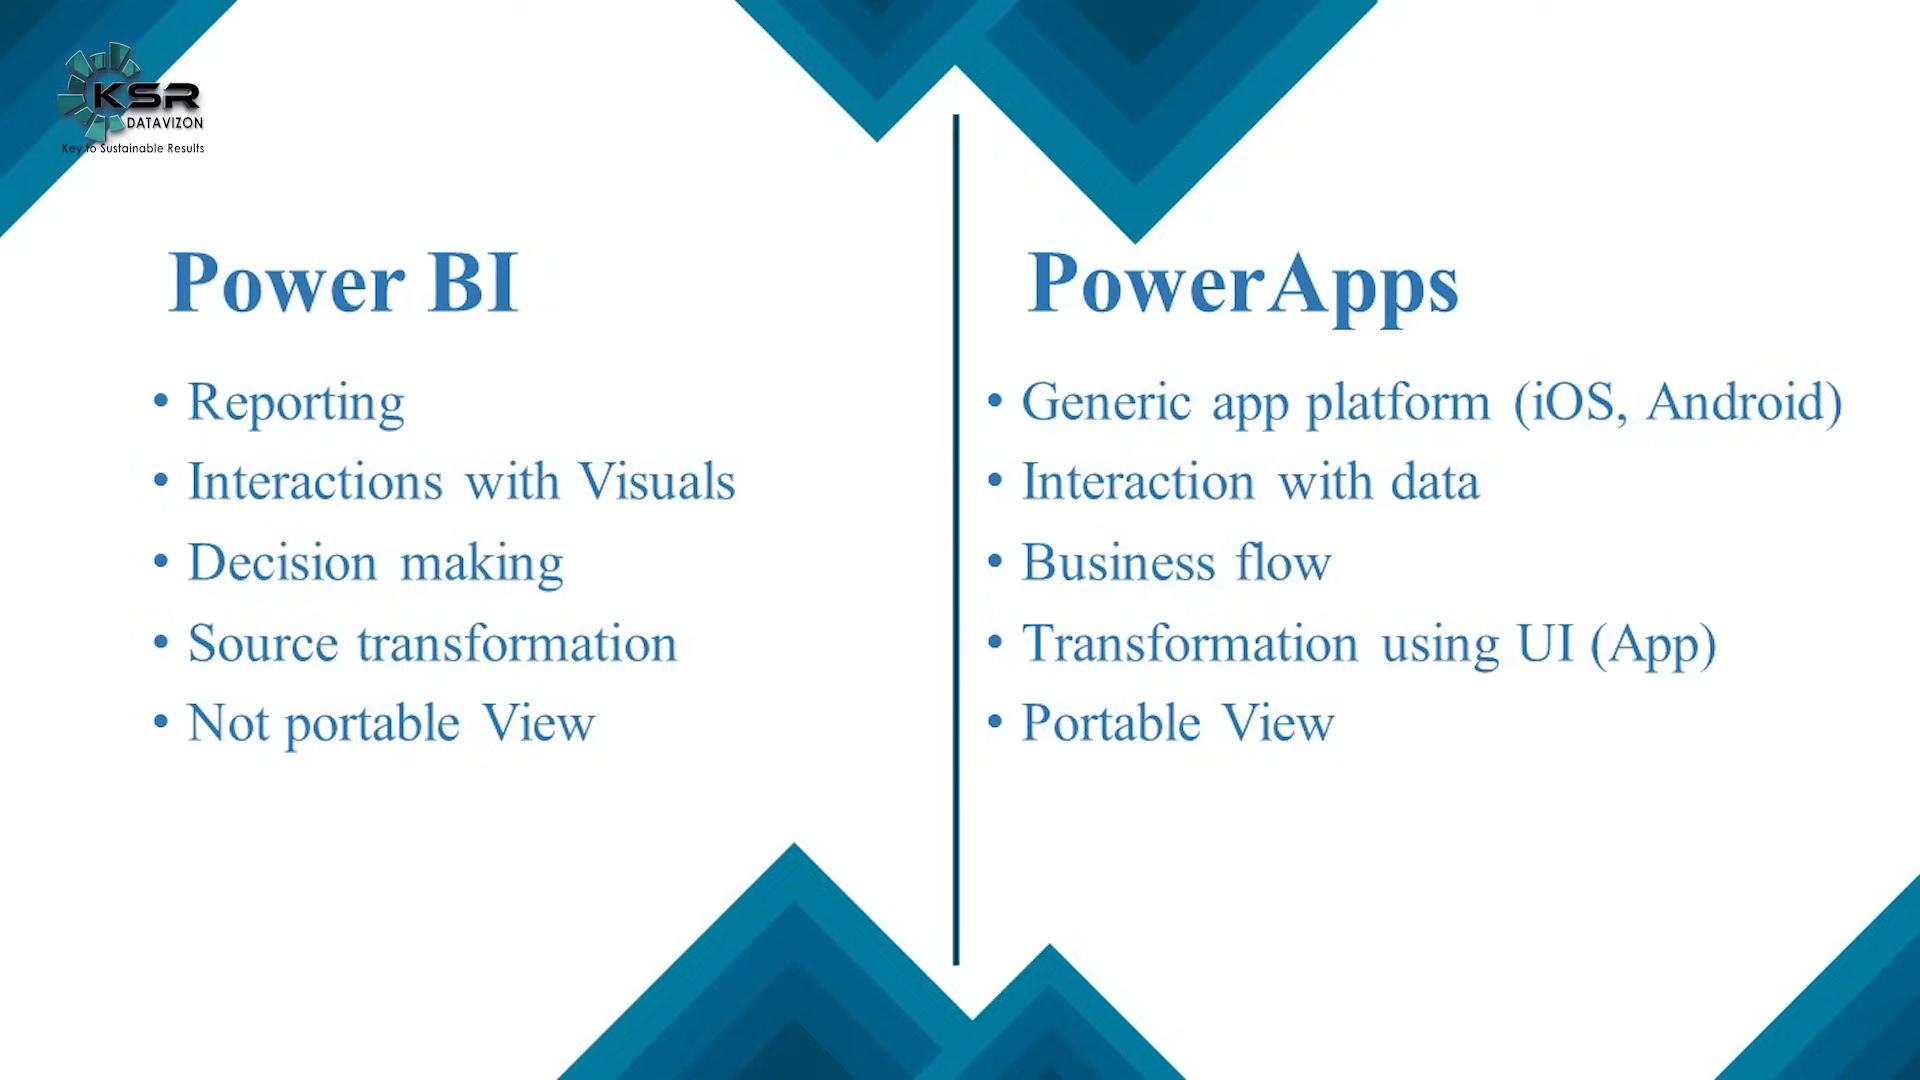 KSR
DATAVIZON
Key to Sustainable Results
Power BI
• Reporting
• Interactions with Visuals
• Decision making
• Source transformation
• Not portable View
PowerApps
• Generic app platform (iOS, Android)
• Interaction with data
• Business flow
• Transformation using UI (App)
• Portable View